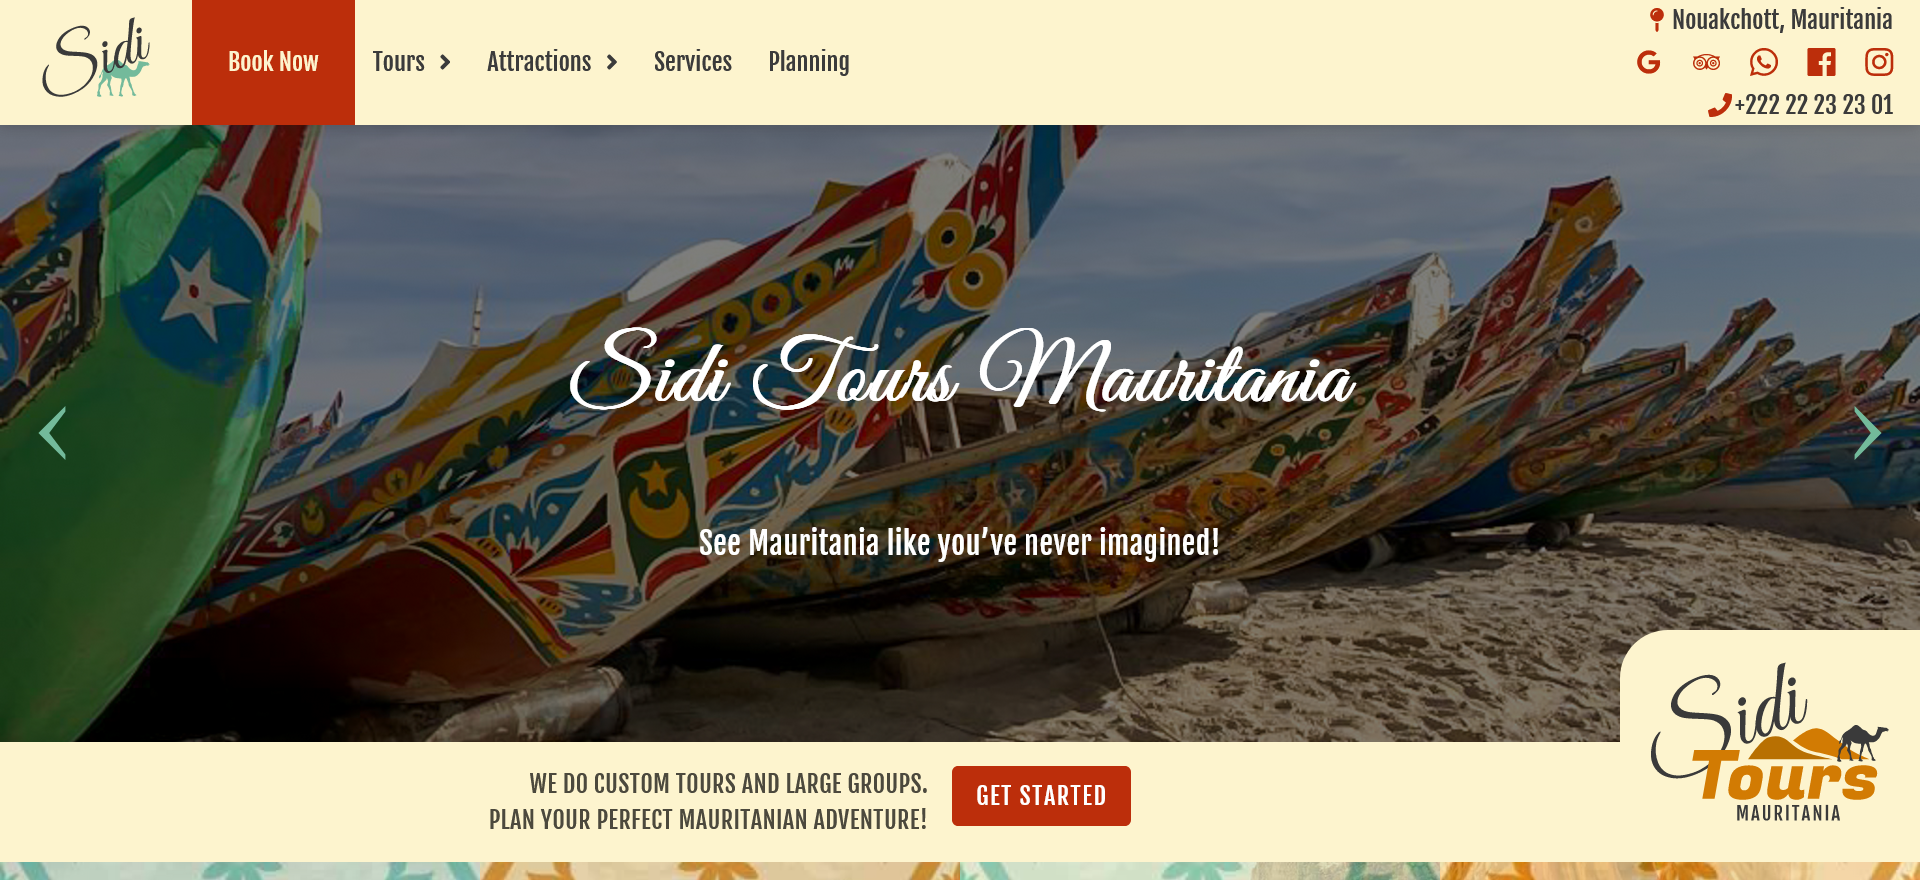 Sidi
Book Now
Tours
Attractions
Services
Planning
Nouakchott, Mauritania
+222 22 23 23 01
Sidi Tours Mauritania
See Mauritania like you’ve never imagined!
WE DO CUSTOM TOURS AND LARGE GROUPS.
PLAN YOUR PERFECT MAURITANIAN ADVENTURE!
GET STARTED
Sidi
Tours
MAURITANIA